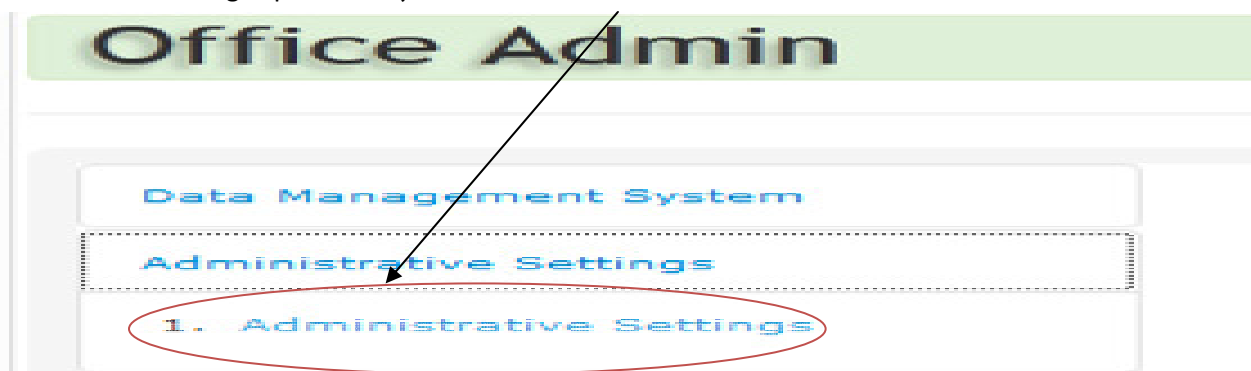 Office Admin
Data Management System
Administrative Settings
1. Administrative Settings